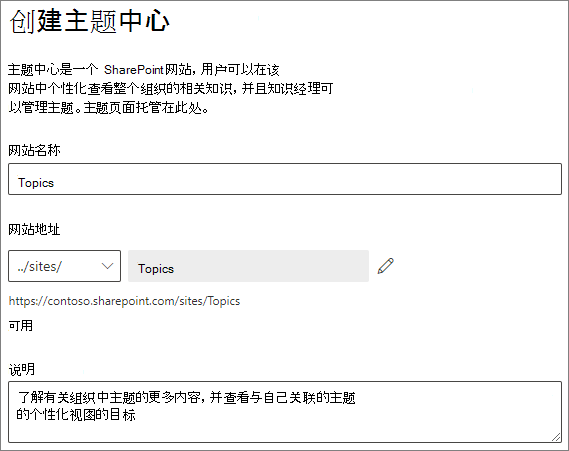 创建主题中心
主题中心是一个 SharePoint网站，用户可以在该
网站中个性化查看整个组织的相关知识，并且知识经理可
以管理主题。主题页面托管在此处。
网站名称
Topics
网站地址
../sites/
Topics
https://contoso.sharepoint.com/sites/Topics
可用
说明
了解有关组织中主题的更多内容，并查看与自己关联的主题
的个性化视图的目标